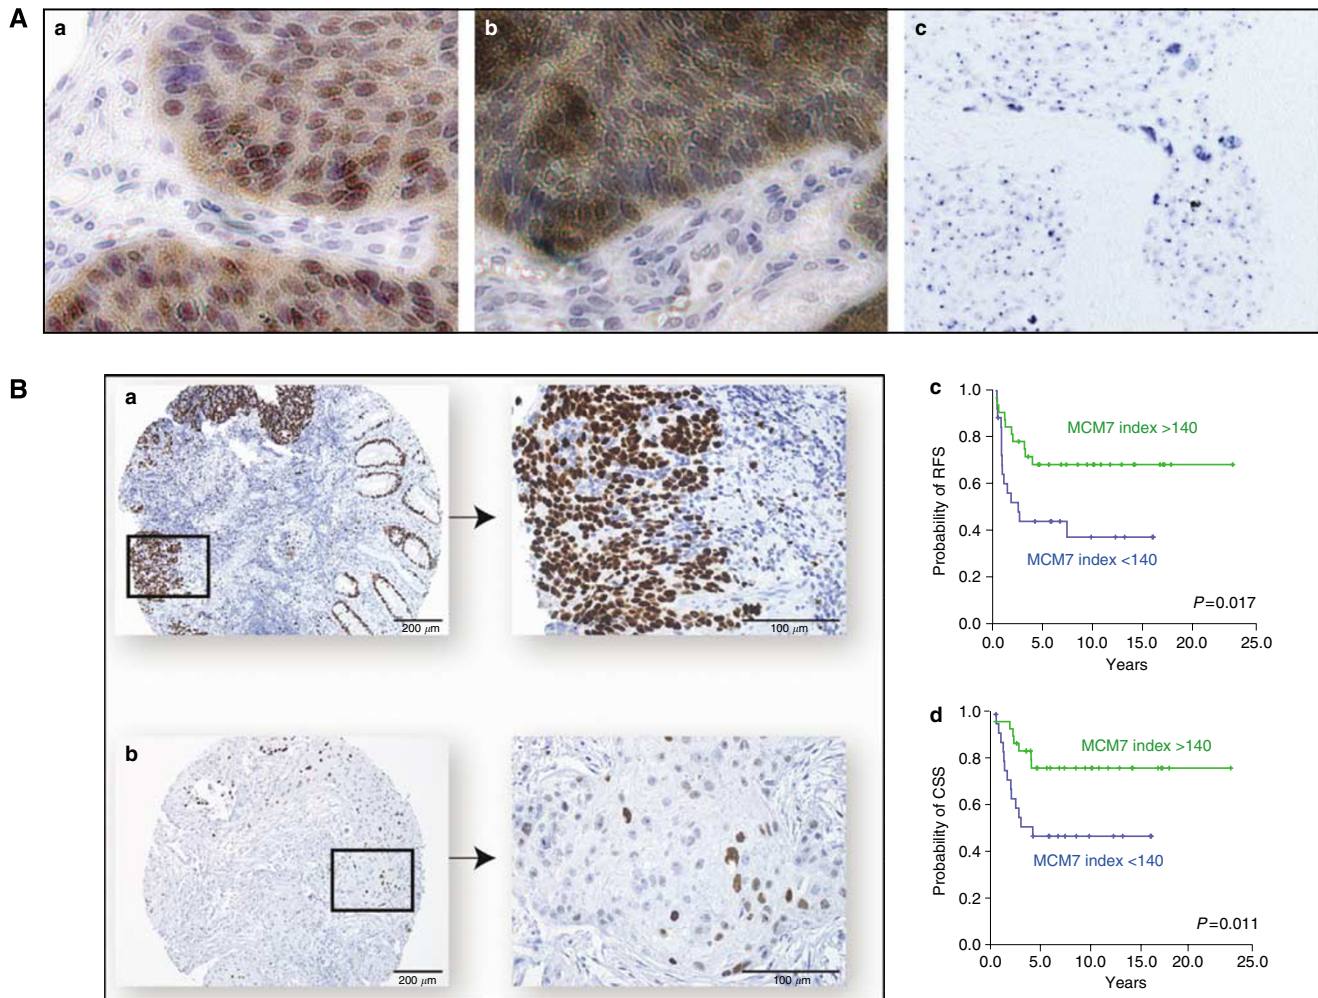 A
a
b
c
B
a
200 μm
100 μm
b
200 μm
100 μm
c
Probability of RFS
1.0
0.8
0.6
0.4
0.2
0.0
MCM7 index >140
MCM7 index <140
P=0.017
0.0 5.0 10.0 15.0 20.0 25.0
Years
d
Probability of CSS
1.0
0.8
0.6
0.4
0.2
0.0
MCM7 index >140
MCM7 index <140
P=0.011
0.0 5.0 10.0 15.0 20.0 25.0
Years